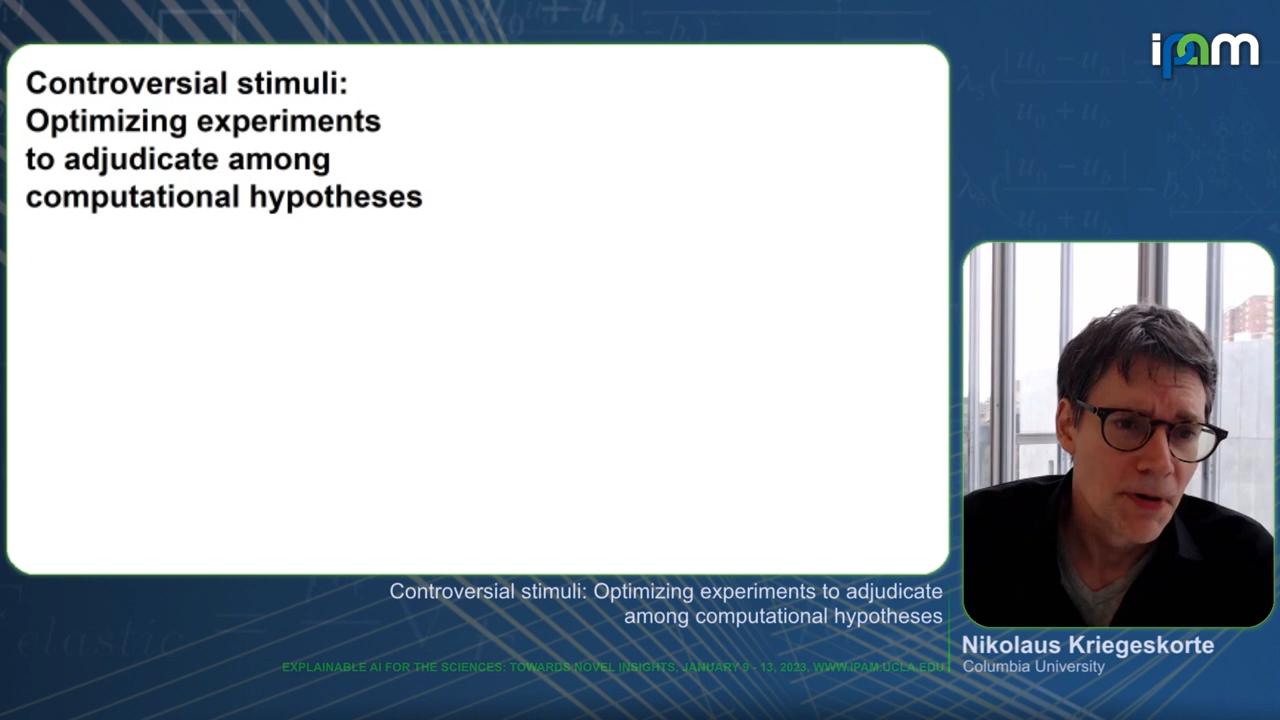 Controversial stimuli:
Optimizing experiments
to adjudicate among
computational hypotheses
ipam
Controversial stimuli: Optimizing experiments to adjudicate
among computational hypotheses
Nikolaus Kriegeskorte
Columbia University
EXPLAINABLE AI FOR THE SCIENCES: TOWARDS NOVEL INSIGHTS, JANUARY 9 - 13, 2023, WWW.IPAM.UCLA.EDU
elastic